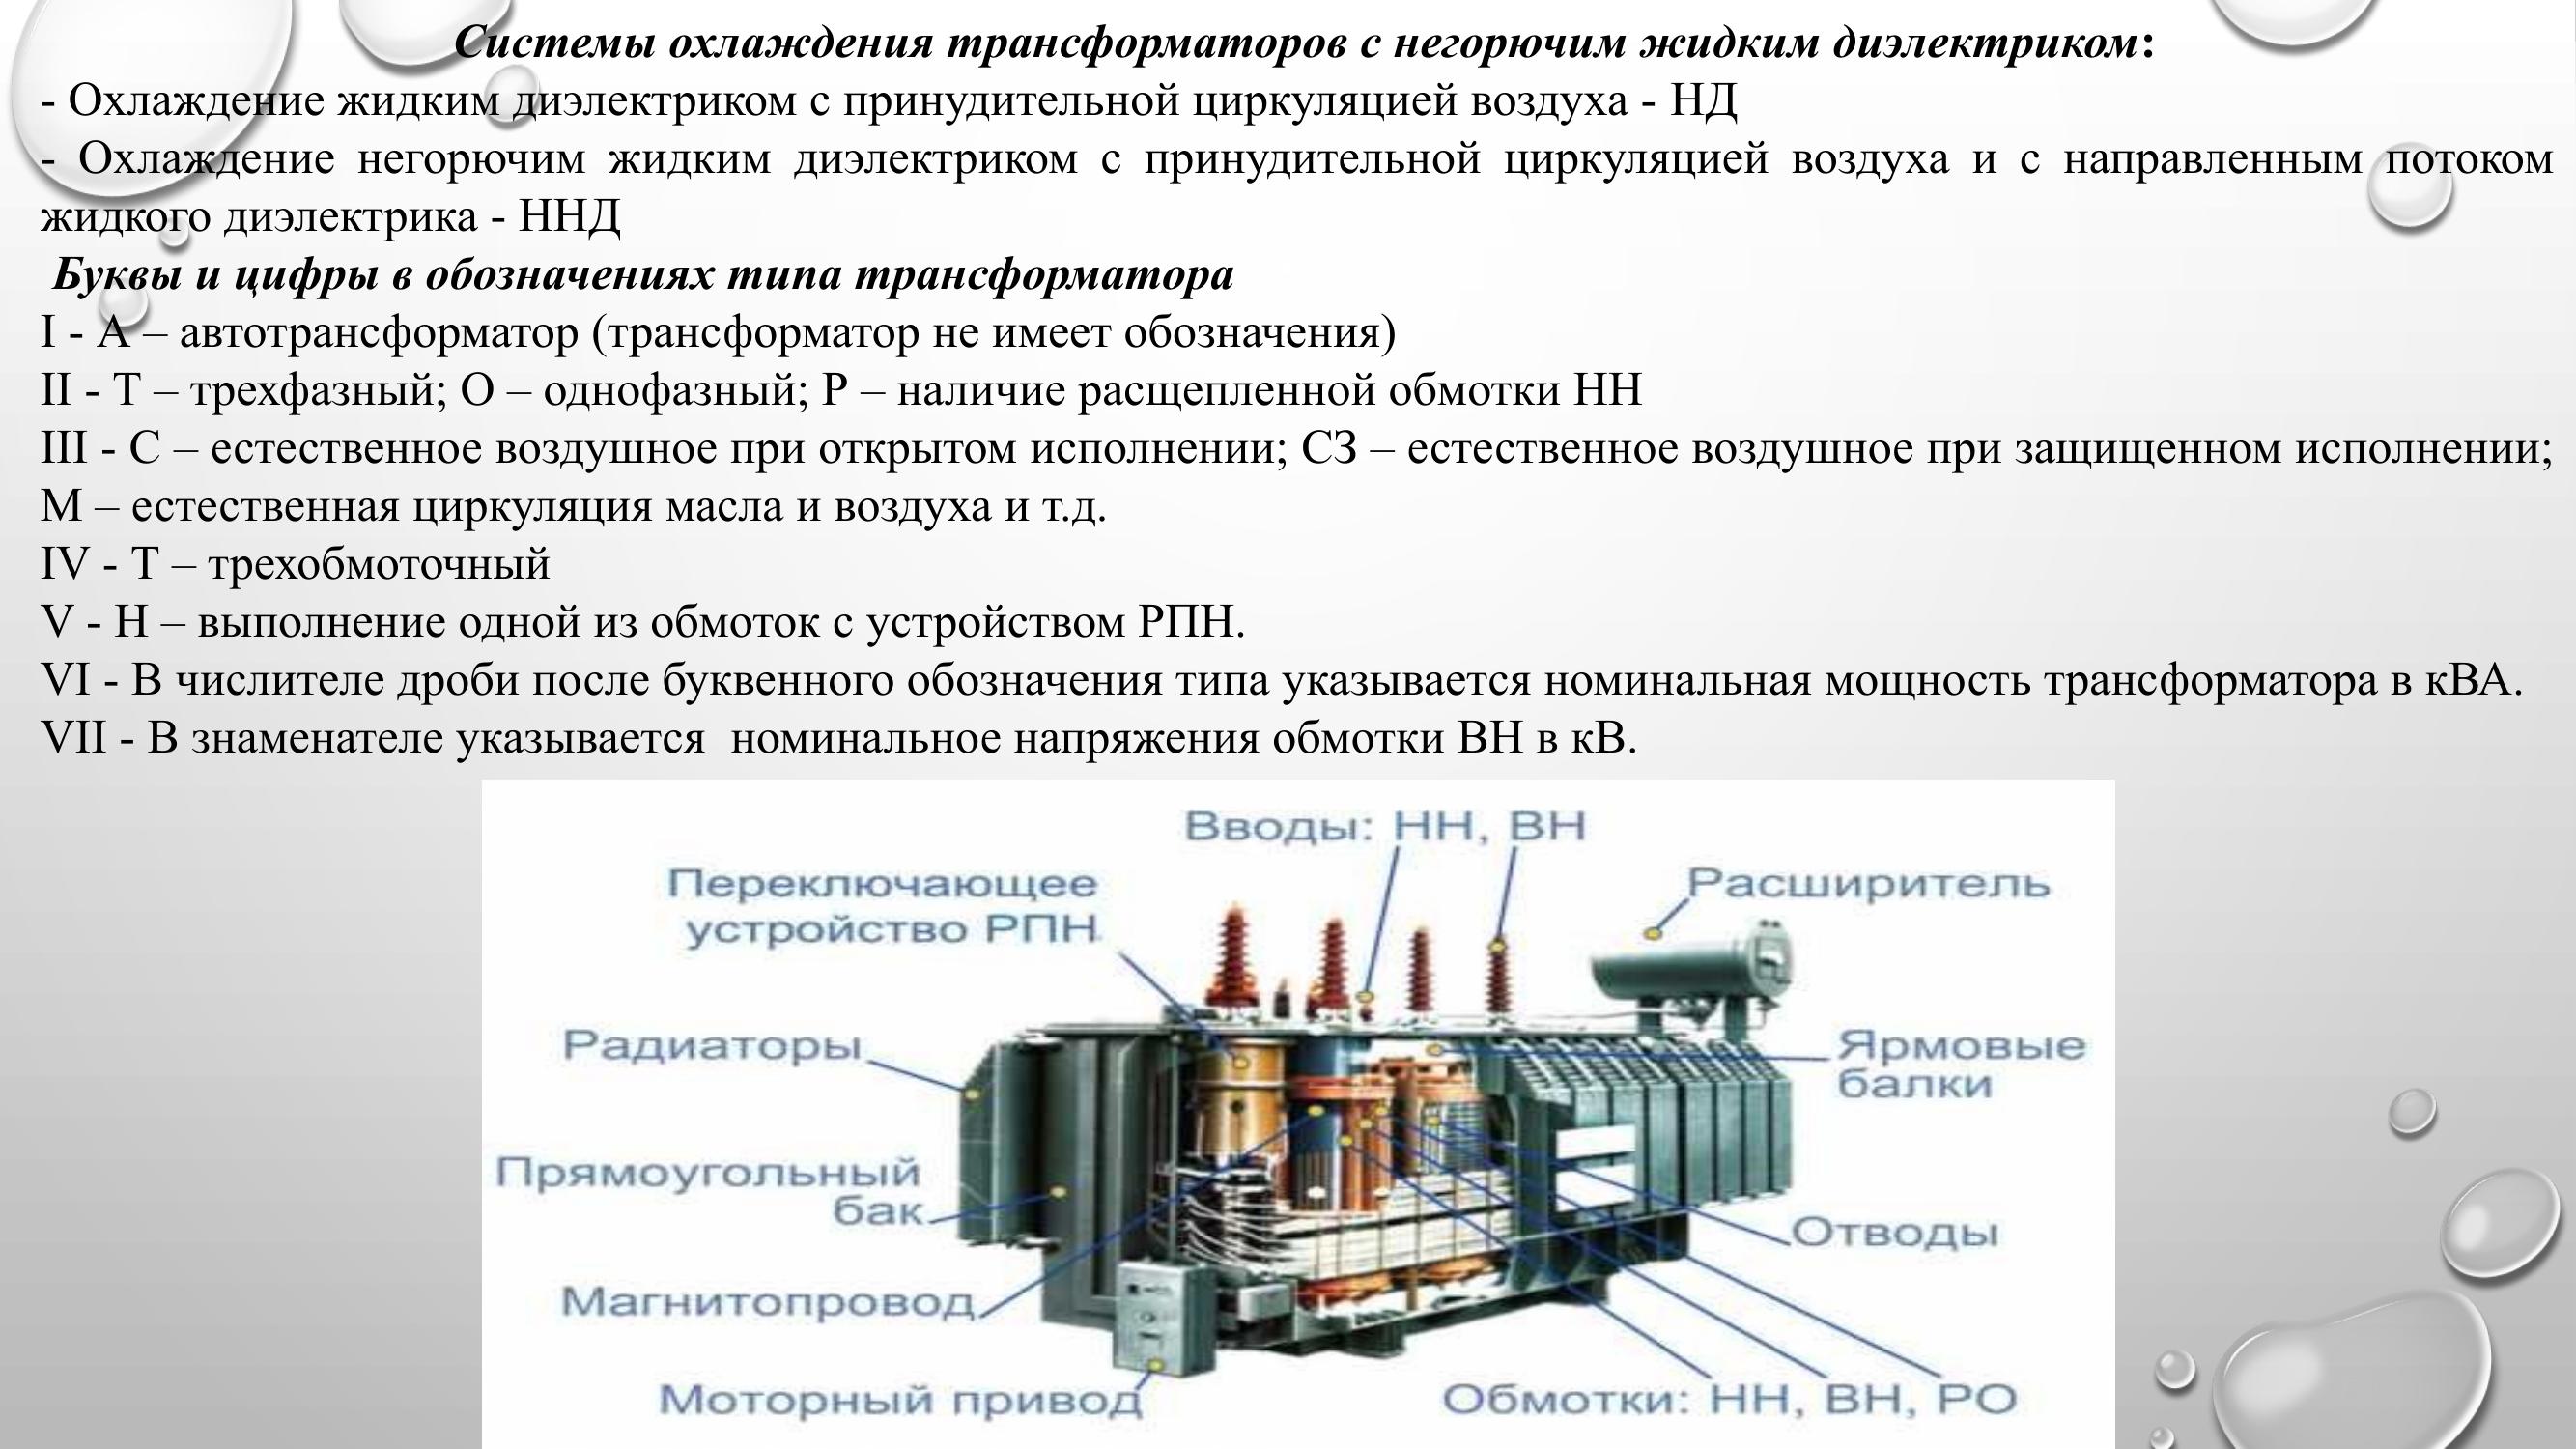 Системы охлаждения трансформаторов с негорючим жидким диэлектриком:
- Охлаждение жидким диэлектриком с принудительной циркуляцией воздуха - НД
- Охлаждение негорючим жидким диэлектриком с принудительной циркуляцией воздуха и с направленным потоком
жидкого диэлектрика - ННД
Буквы и цифры в обозначениях типа трансформатора
I - А – автотрансформатор (трансформатор не имеет обозначения)
II - Т – трехфазный; О – однофазный; Р – наличие расщепленной обмотки НН
III - С – естественное воздушное при открытом исполнении; СЗ – естественное воздушное при защищенном исполнении;
М – естественная циркуляция масла и воздуха и т.д.
IV - Т – трехобмоточный
V - Н – выполнение одной из обмоток с устройством РПН.
VI - В числителе дроби после буквенного обозначения типа указывается номинальная мощность трансформатора в кВА.
VII - В знаменателе указывается  номинальное напряжения обмотки ВН в кВ.
Вводы: НН, ВН
Переключающее
устройство РПН
Расширитель
Радиаторы
Ярмовые
балки
Прямоугольный
бак
Отводы
Магнитопровод
Моторный привод
Обмотки: НН, ВН, РО